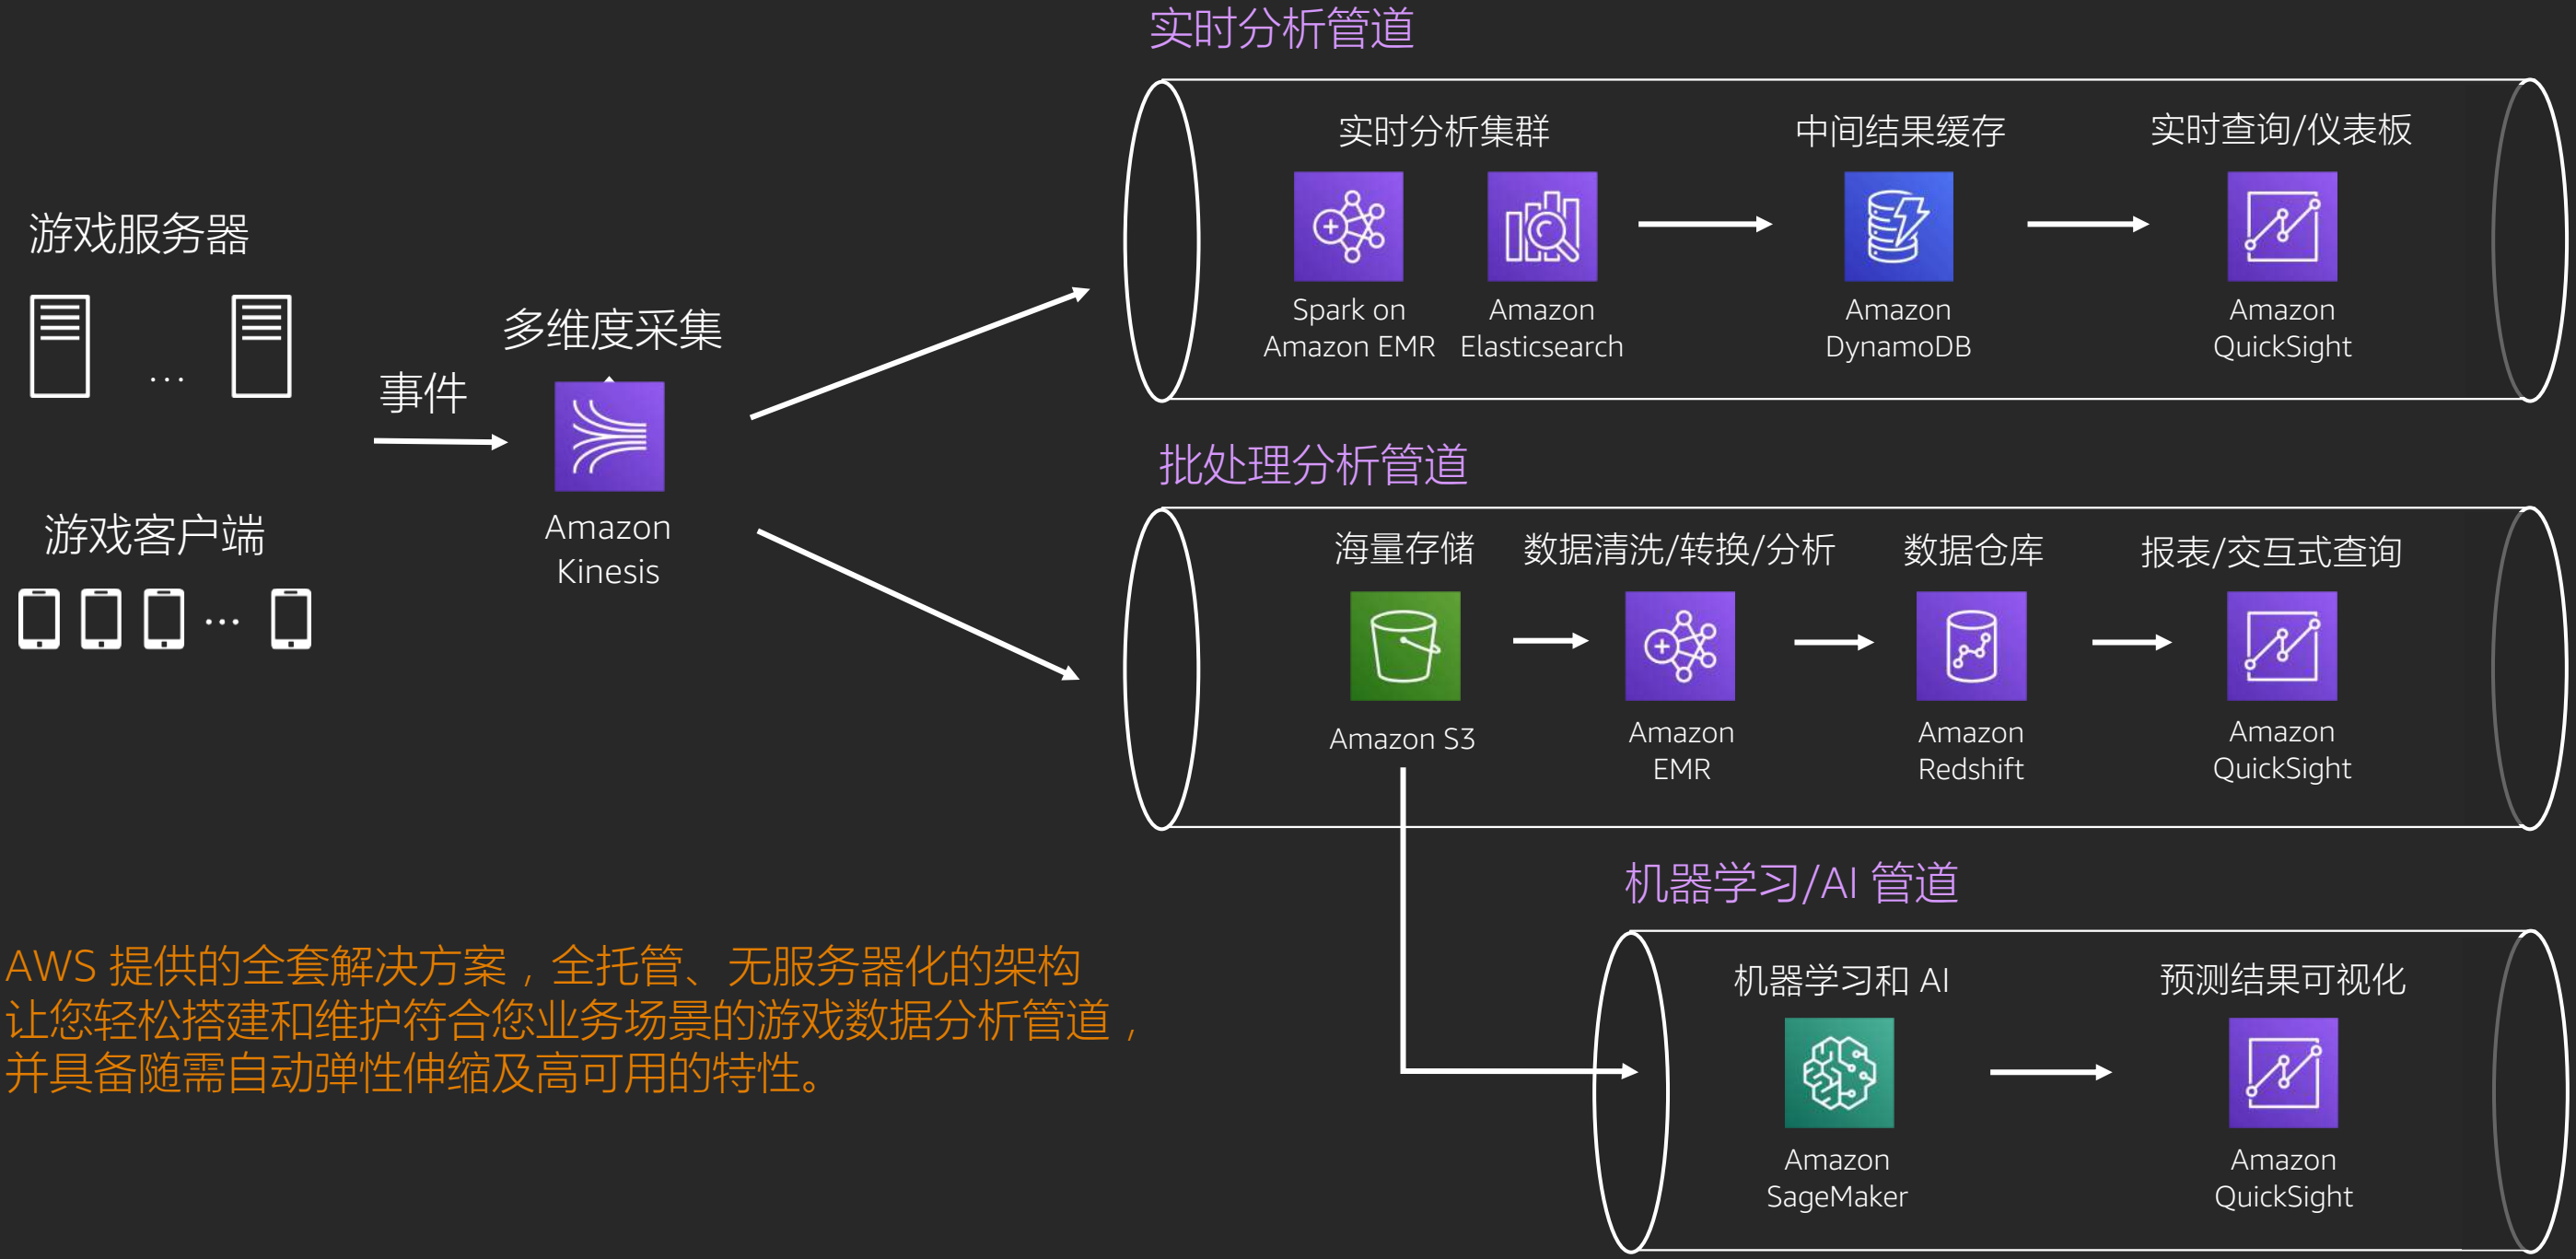 实时分析管道
实时分析集群
中间结果缓存
实时查询/仪表板
Spark on
Amazon EMR
Amazon
Elasticsearch
Amazon
DynamoDB
Amazon
QuickSight
游戏服务器
...
事件
多维度采集
Amazon
Kinesis
游戏客户端
...
批处理分析管道
海量存储
数据清洗/转换/分析
数据仓库
报表/交互式查询
Amazon S3
Amazon
EMR
Amazon
Redshift
Amazon
QuickSight
机器学习/AI 管道
机器学习和 AI
预测结果可视化
Amazon
SageMaker
Amazon
QuickSight
AWS 提供的全套解决方案，全托管、无服务器化的架构
让您轻松搭建和维护符合您业务场景的游戏数据分析管道，
并具备随需自动弹性伸缩及高可用的特性。